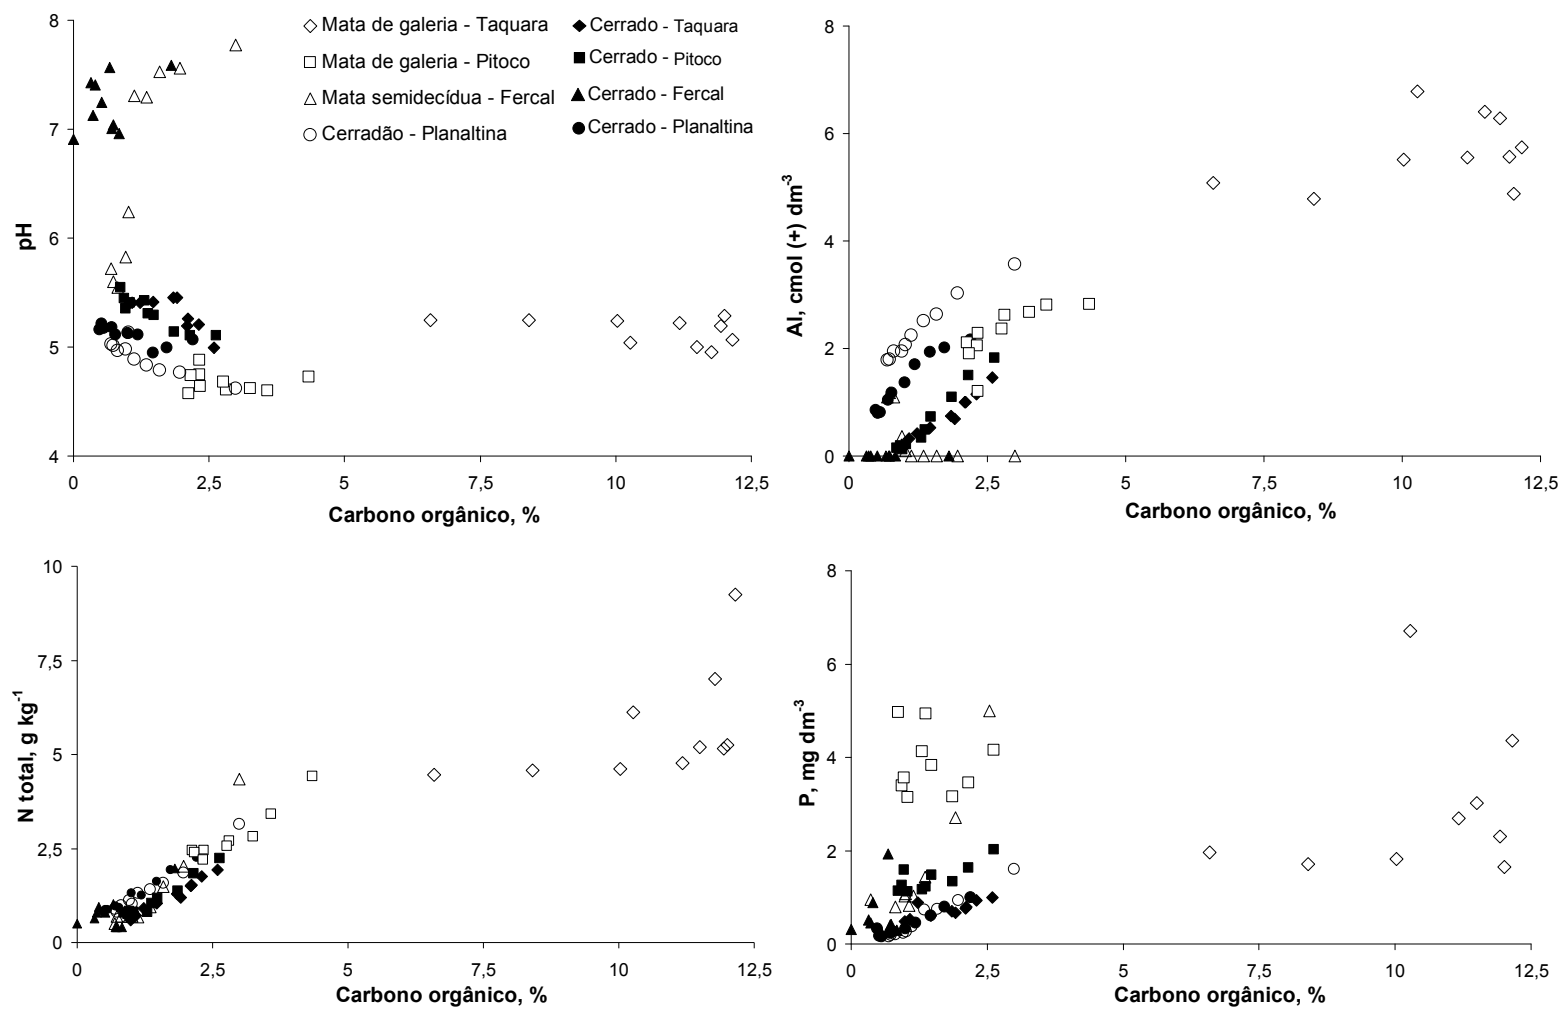 Mata de galeria - Taquara
Mata de galeria - Pitoco
Mata semidecídua - Fercal
Cerradão - Planaltina
Cerrado - Taquara
Cerrado - Pitoco
Cerrado - Fercal
Cerrado - Planaltina
8
7
6
5
4
pH
0
2,5
5
7,5
10
12,5
Carbono orgânico, %
8
6
4
2
0
Al, cmol (+) dm-3
0
2,5
5
7,5
10
12,5
Carbono orgânico, %
10
7,5
5
2,5
0
N total, g kg-1
0
2,5
5
7,5
10
12,5
Carbono orgânico, %
8
6
4
2
0
P, mg dm-3
0
2,5
5
7,5
10
12,5
Carbono orgânico, %